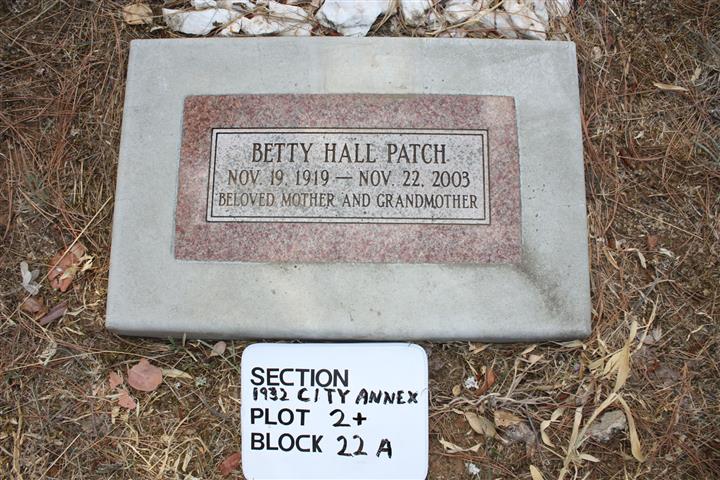 BETTY HALL PATCH
NOV. 19, 1919 — NOV. 22, 2003
BELOVED MOTHER AND GRANDMOTHER
SECTION
1932 CITY ANNEX
PLOT 2+
BLOCK 22 A